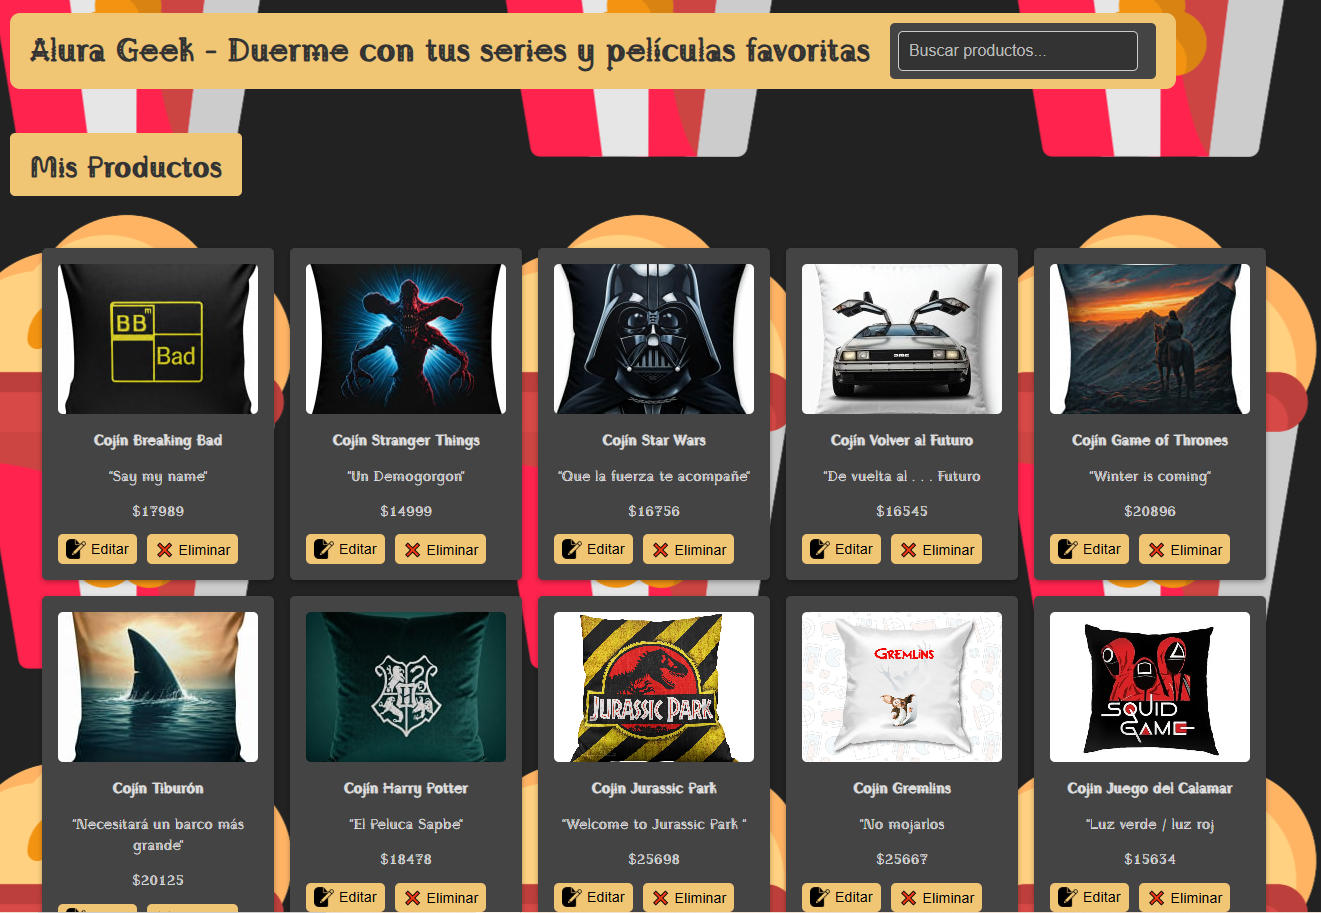 Alura Geek - Duerme con tus series y películas favoritas
Buscar productos...
Mis Productos
BBm
Bad
DMC
Cojín Breaking Bad
"Say my name"
$17989
Editar
Eliminar
Cojín Stranger Things
"Un Demogorgon"
$14999
Editar
Eliminar
Cojín Star Wars
"Que la fuerza te acompañe"
$16756
Editar
Eliminar
Cojín Volver al Futuro
"De vuelta al . . . Futuro
$16545
Editar
Eliminar
Cojín Game of Thrones
"Winter is coming"
$20896
Editar
Eliminar
Cojín Tiburón
"Necesitará un barco más
grande"
$20125
H
Cojín Harry Potter
"El Peluca Sapbe"
$18478
Editar
Eliminar
JURASSIC PARK
Cojin Jurassic Park
"Welcome to Jurassic Park "
$25698
Editar
Eliminar
GREMLINS
Cojin Gremlins
"No mojarlos
$25667
Editar
Eliminar
SQUID
GAME
Cojin Juego del Calamar
"Luz verde / luz roj
$15634
Editar
Eliminar